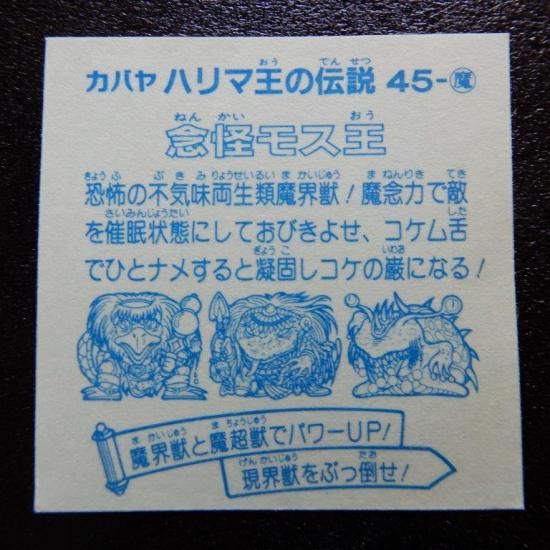 カバヤ ハリマ王の伝説 45-魔
念怪モス王
恐怖の不気味両生類魔界獣！魔念力で敵
を催眠状態にしておびきよせ、コケム舌
でひとナメすると凝固しコケの巌になる！
魔界獣と魔超獣でパワーUP！
現界獣をぶっ倒せ！